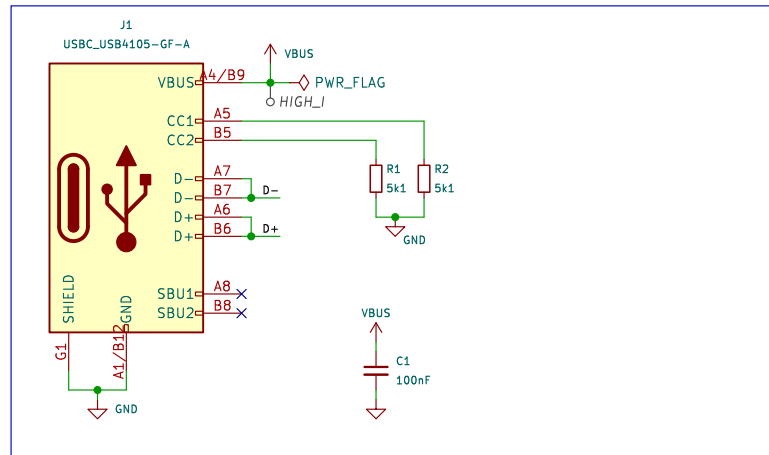 J1
USBC_USB4105-GF-A
VBUS
VBUS
A4/B9
PWR_FLAG
HIGH_I
CC1
A5
CC2
B5
D-
A7
D-
B7
D-
D+
A6
D+
B6
D+
R1
5k1
R2
5k1
GND
SBU1
A8
SBU2
B8
SHIELD
GND
G1
A1/B12
GND
VBUS
C1
100nF